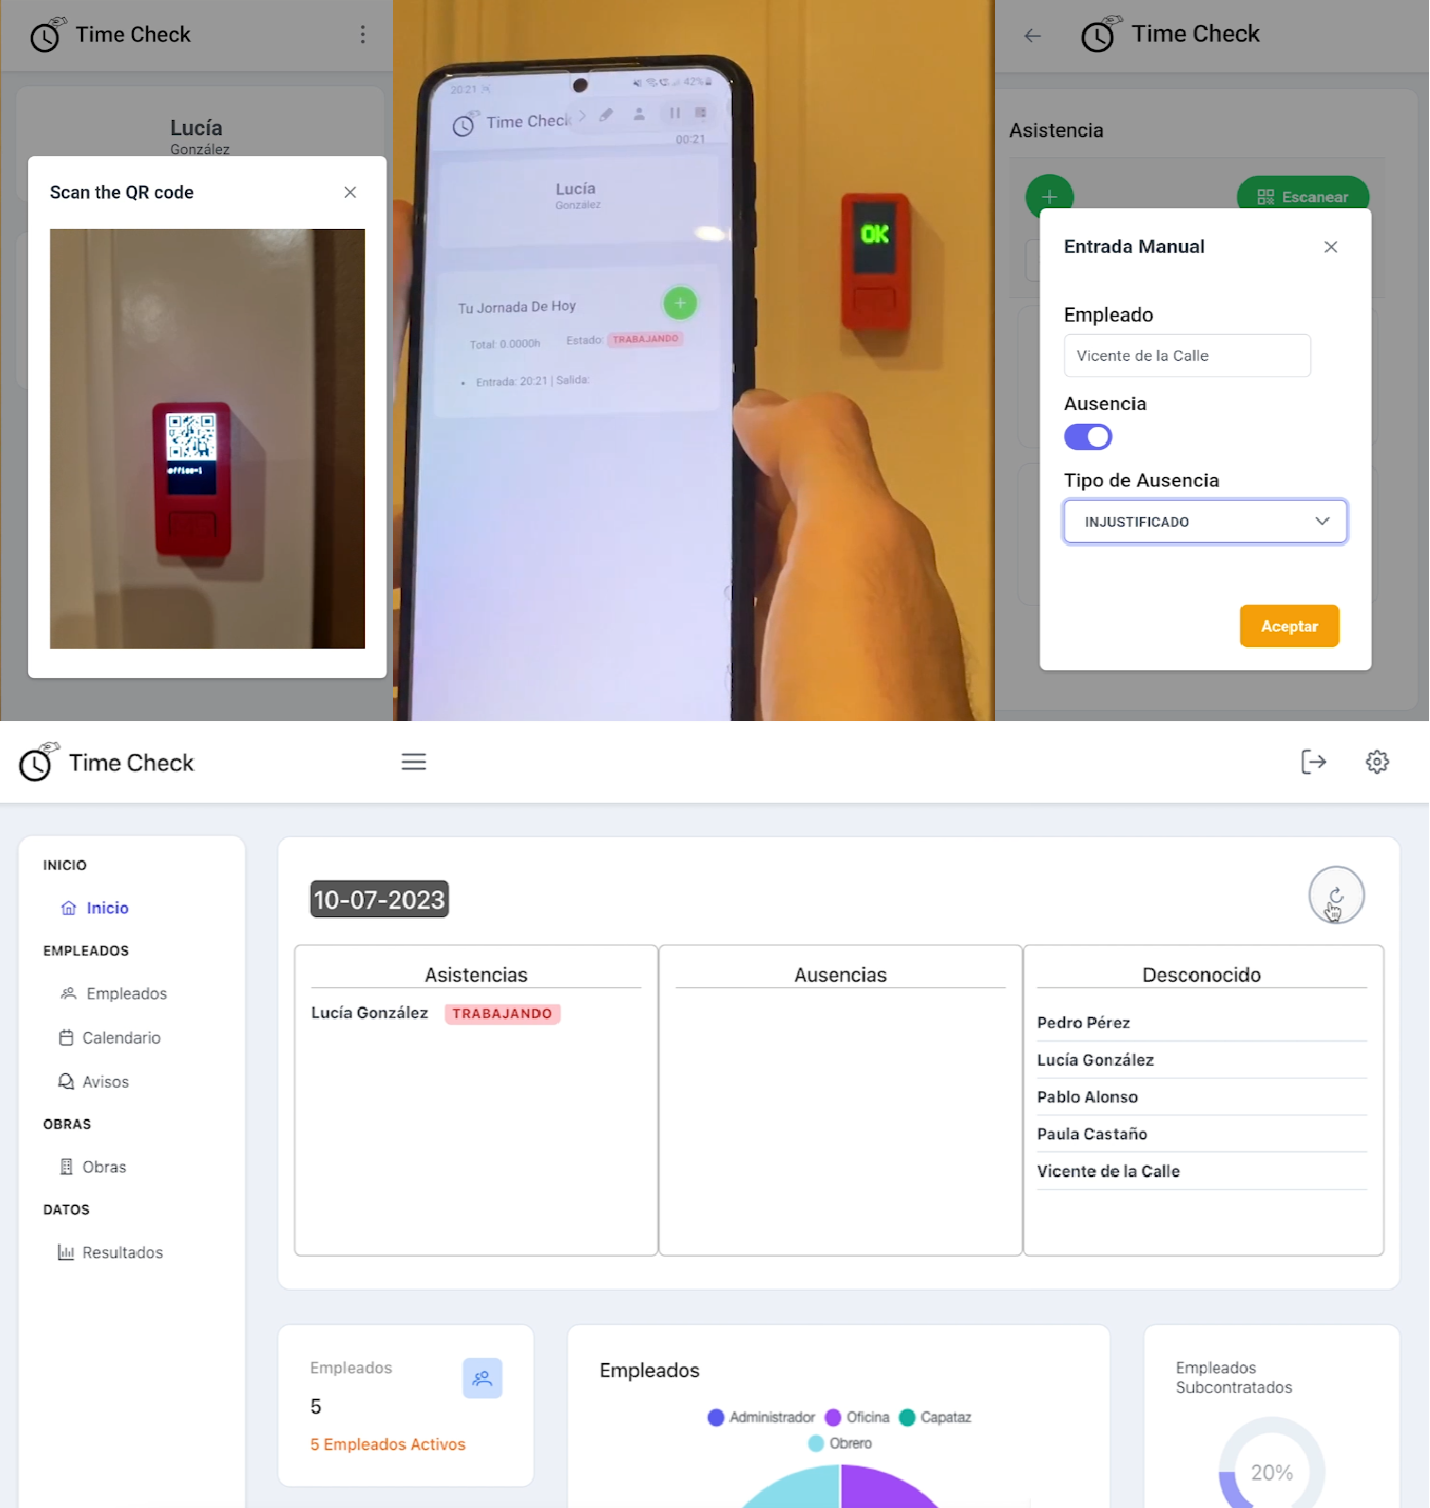 Time Check
Lucía
González
Scan the QR code
office-1
20:21
42%
Time Check
00:21
Lucía
González
Tu Jornada De Hoy
Total: 0.0000h Estado: TRABAJANDO
• Entrada: 20:21 | Salida:
OK
Time Check
Asistencia
Escanear
Entrada Manual
Empleado
Vicente de la Calle
Ausencia
Tipo de Ausencia
INJUSTIFICADO
Aceptar
Time Check
INICIO
Inicio
EMPLEADOS
Empleados
Calendario
Avisos
OBRAS
Obras
DATOS
Resultados
10-07-2023
Asistencias
Lucía González TRABAJANDO
Ausencias
Desconocido
Pedro Pérez
Lucía González
Pablo Alonso
Paula Castaño
Vicente de la Calle
Empleados
5
5 Empleados Activos
Empleados
Administrador Oficina Capataz
Obrero
Empleados
Subcontratados
20%